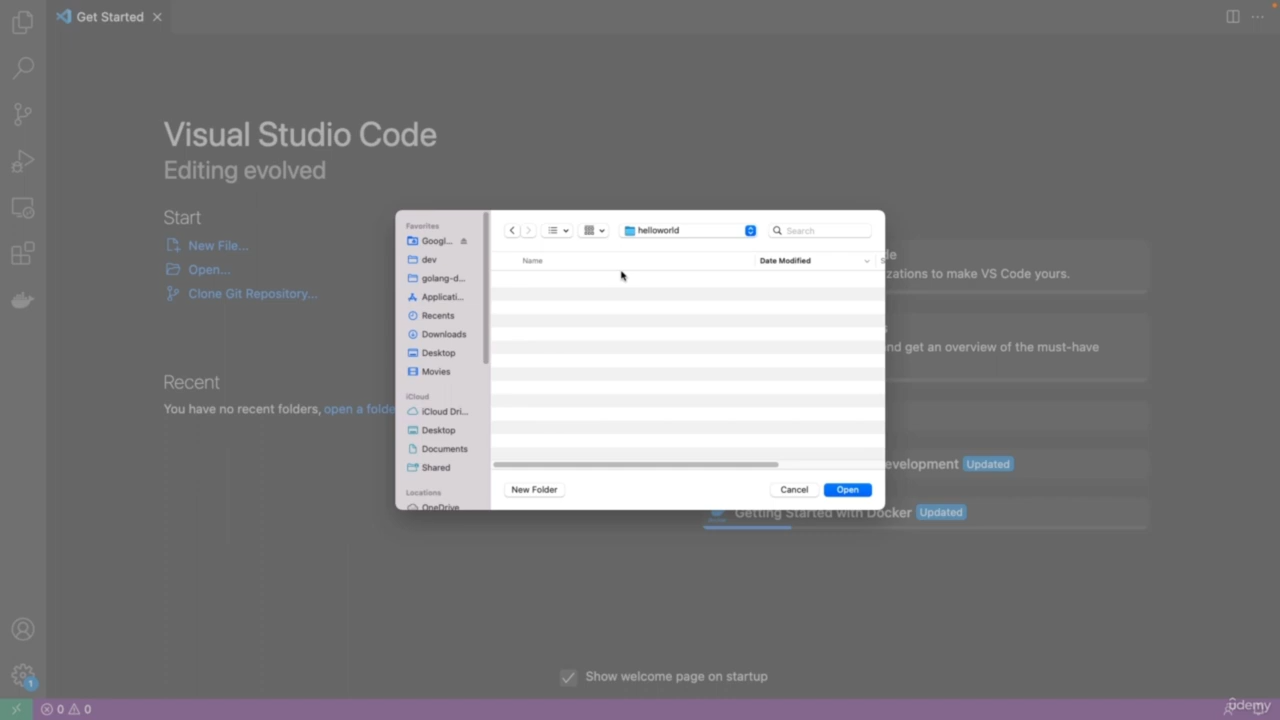 Get Started
Visual Studio Code
Editing evolved
Start
New File...
Open...
Clone Git Repository...
Recent
You have no recent folders, open a folde
Favorites
Googl...
dev
golang-d...
Applicati...
Recents
Downloads
Desktop
Movies
iCloud
iCloud Dri...
Desktop
Documents
Shared
Locations
OneDrive
helloworld
Search
Name
Date Modified
New Folder
Cancel
Open
zations to make VS Code yours.
nd get an overview of the must-have
evelopment Updated
Getting Started with Docker Updated
Show welcome page on startup
1
0 0
ûdemy